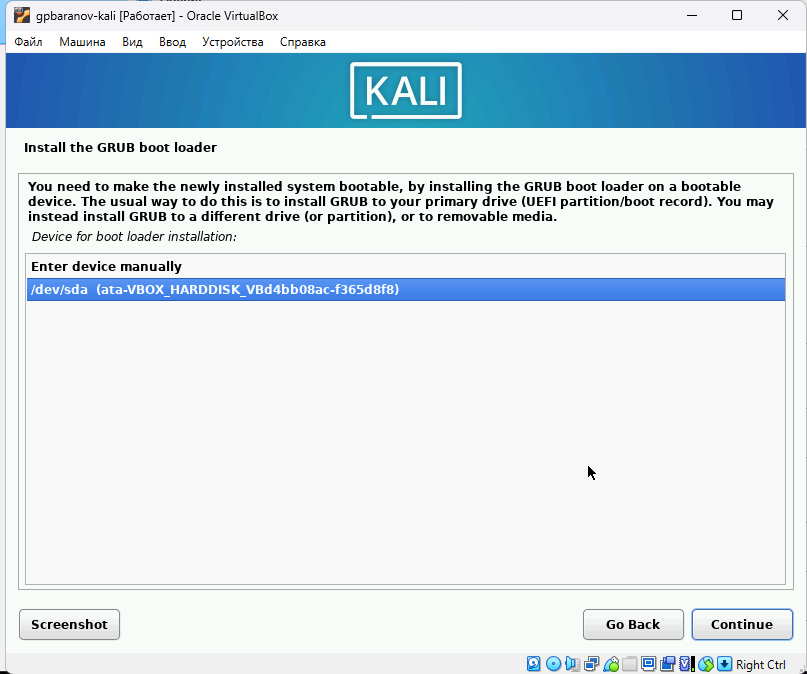 gpbaranov-kali [Работает] - Oracle VirtualBox
Файл Машина Вид Ввод Устройства Справка
KALI
Install the GRUB boot loader
You need to make the newly installed system bootable, by installing the GRUB boot loader on a bootable
device. The usual way to do this is to install GRUB to your primary drive (UEFI partition/boot record). You may
instead install GRUB to a different drive (or partition), or to removable media.
Device for boot loader installation:
Enter device manually
/dev/sda (ata-VBOX_HARDDISK_VBd4bb08ac-f365d8f8)
Screenshot Go Back Continue
Right Ctrl